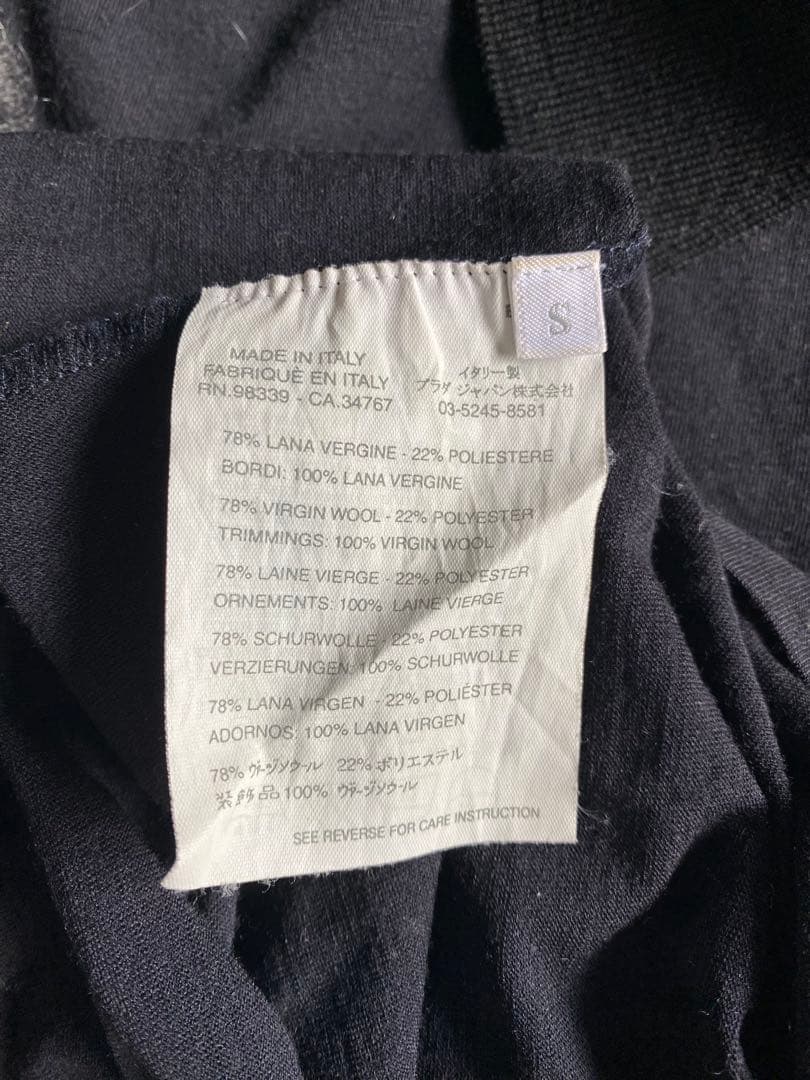 S
MADE IN ITALY
FABRIQUÉ EN ITALY
RN.98339 - CA.34767
イタリー製
プラダ ジャパン株式会社
03-5245-8581
78% LANA VERGINE - 22% POLIESTERE
BORDI: 100% LANA VERGINE
78% VIRGIN WOOL - 22% POLYESTER
TRIMMINGS: 100% VIRGIN WOOL
78% LAINE VIERGE - 22% POLYESTER
ORNEMENTS: 100% LAINE VIERGE
78% SCHURWOLLE - 22% POLYESTER
VERZIERUNGEN: 100% SCHURWOLLE
78% LANA VIRGEN - 22% POLIÉSTER
ADORNOS: 100% LANA VIRGEN
78% ヴァージンウール 22% ポリエステル
装飾品100% ヴァージンウール
SEE REVERSE FOR CARE INSTRUCTION